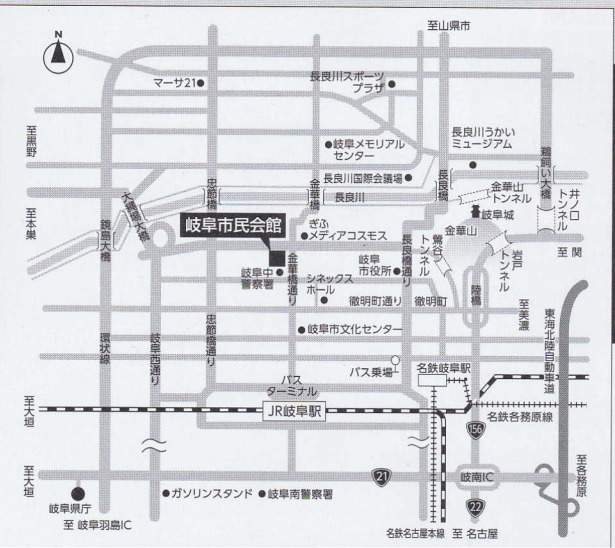 N
至山県市
マーサ21
長良川スポーツ
プラザ
至黒野
岐阜メモリアル
センター
長良川うかい
ミュージアム
鵜飼い大橋
忠節橋
金華橋
長良川国際会議場
長良橋
金華山
トンネル
井ノ口
トンネル
大縄場大橋
長良川
岐阜城
至本巣
鏡島大橋
岐阜市民会館
ぎふ
メディアコスモス
金華山
鶯谷
トンネル
岩戸
トンネル
至 関
岐阜中
警察署
金華橋通り
岐阜
市役所
長良橋通り
シネックス
ホール
陸橋
徹明町通り
徹明町
至美濃
岐阜市文化センター
忠節橋通り
環状線
岐阜西通り
東海北陸自動車道
バス乗場
名鉄岐阜駅
バス
ターミナル
至大垣
JR岐阜駅
名鉄各務原線
156
至大垣
21
岐南IC
至各務原
岐阜県庁
ガソリンスタンド
岐阜南警察署
22
至 岐阜羽島IC
名鉄名古屋本線
至 名古屋